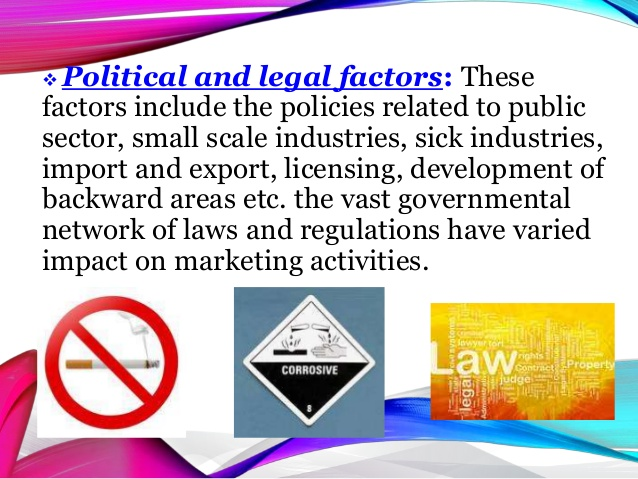 ❖ Political and legal factors: These
factors include the policies related to public
sector, small scale industries, sick industries,
import and export, licensing, development of
backward areas etc. the vast governmental
network of laws and regulations have varied
impact on marketing activities.
CORROSIVE
8
Law
lawyer
rights
Contract
Property
judge
legal